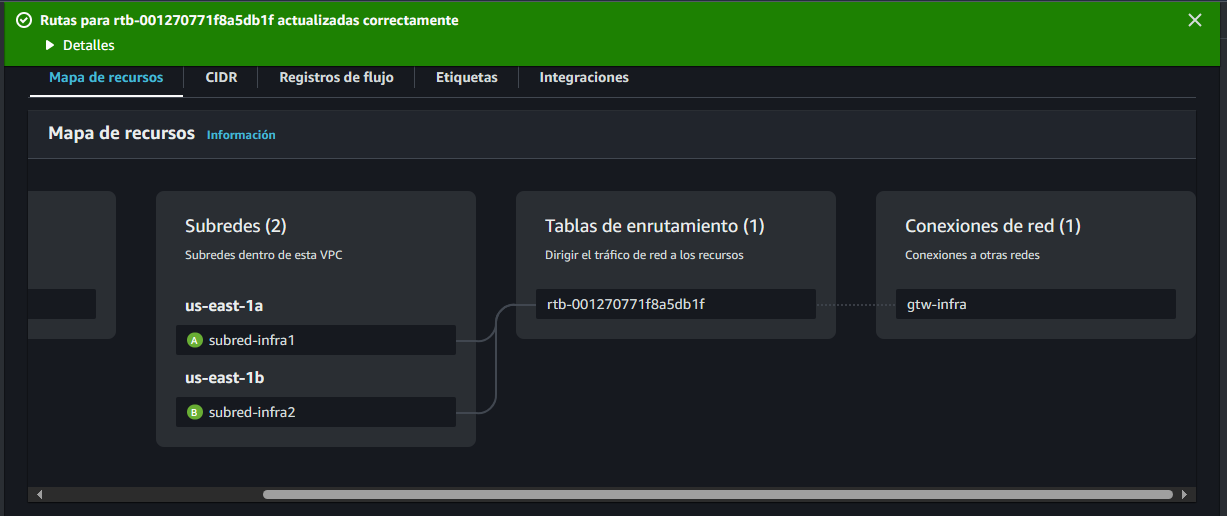 Rutas para rtb-001270771f8a5db1f actualizadas correctamente
Detalles
Mapa de recursos
CIDR
Registros de flujo
Etiquetas
Integraciones
Mapa de recursos Información
Subredes (2)
Subredes dentro de esta VPC
us-east-1a
A subred-infra1
us-east-1b
B subred-infra2
Tablas de enrutamiento (1)
Dirigir el tráfico de red a los recursos
rtb-001270771f8a5db1f
Conexiones de red (1)
Conexiones a otras redes
gtw-infra